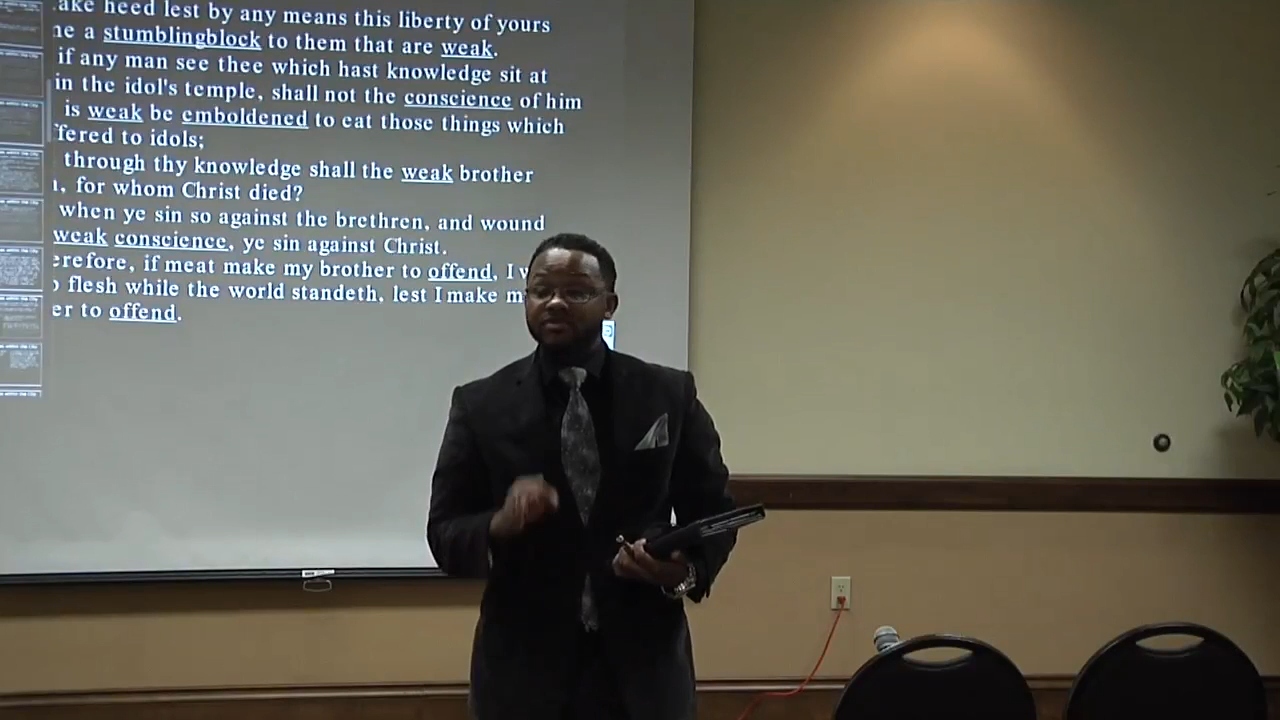 ake heed lest by any means this liberty of yours
ne a stumblingblock to them that are weak.
if any man see thee which hast knowledge sit at
in the idol's temple, shall not the conscience of him
is weak be emboldened to eat those things which
fered to idols;
through thy knowledge shall the weak brother
, for whom Christ died?
when ye sin so against the brethren, and wound
weak conscience, ye sin against Christ.
erefore, if meat make my brother to offend, I
flesh while the world standeth, lest I make m
er to offend.